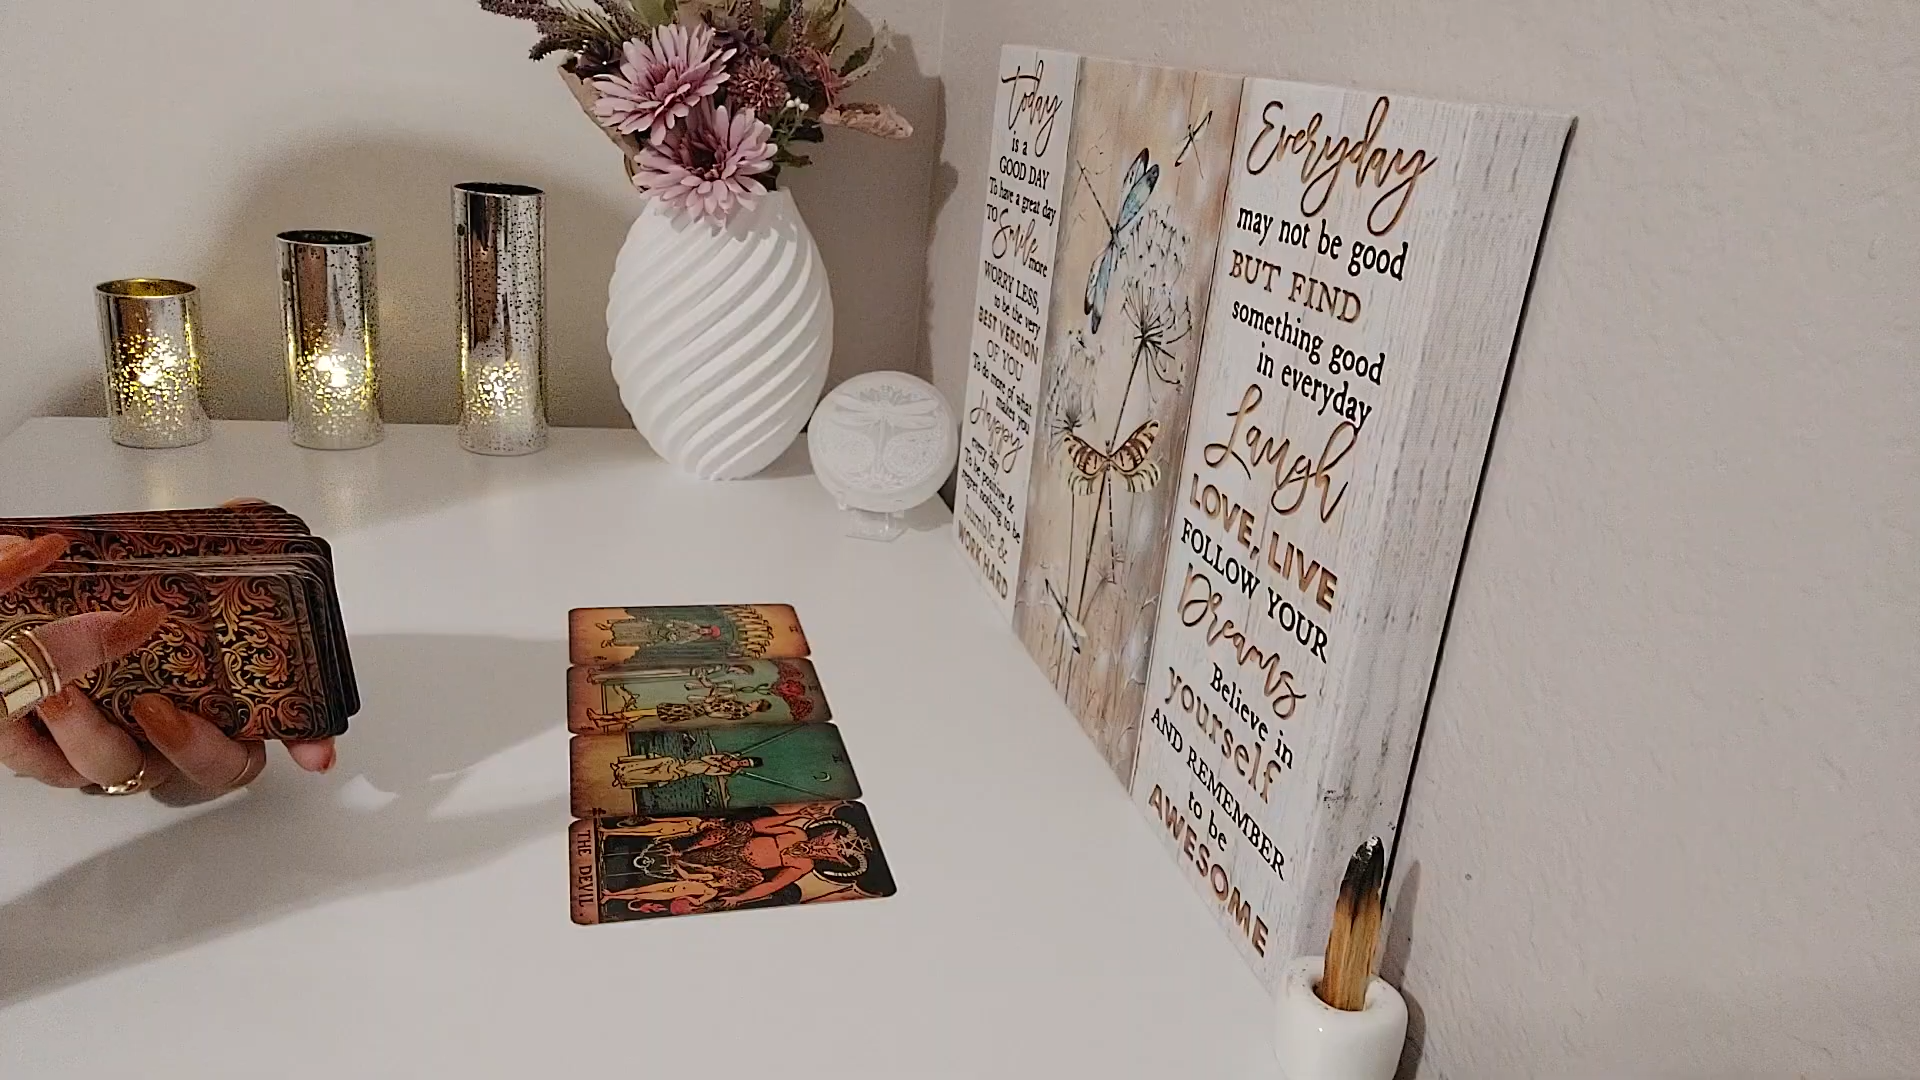 today
is a
GOOD DAY
To have a great day
TO Smile more
WORRY LESS,
to be the very
BEST VERSION
OF YOU
To do more of what
makes you
Happy
every day
To be positive &
regret nothing to be
humble &
WORK HARD
Everyday
may not be good
BUT FIND
something good
in everyday
Laugh
LOVE, LIVE
FOLLOW YOUR
Dreams
Believe in
yourself
AND REMEMBER
to be
AWESOME
THE DEVIL.